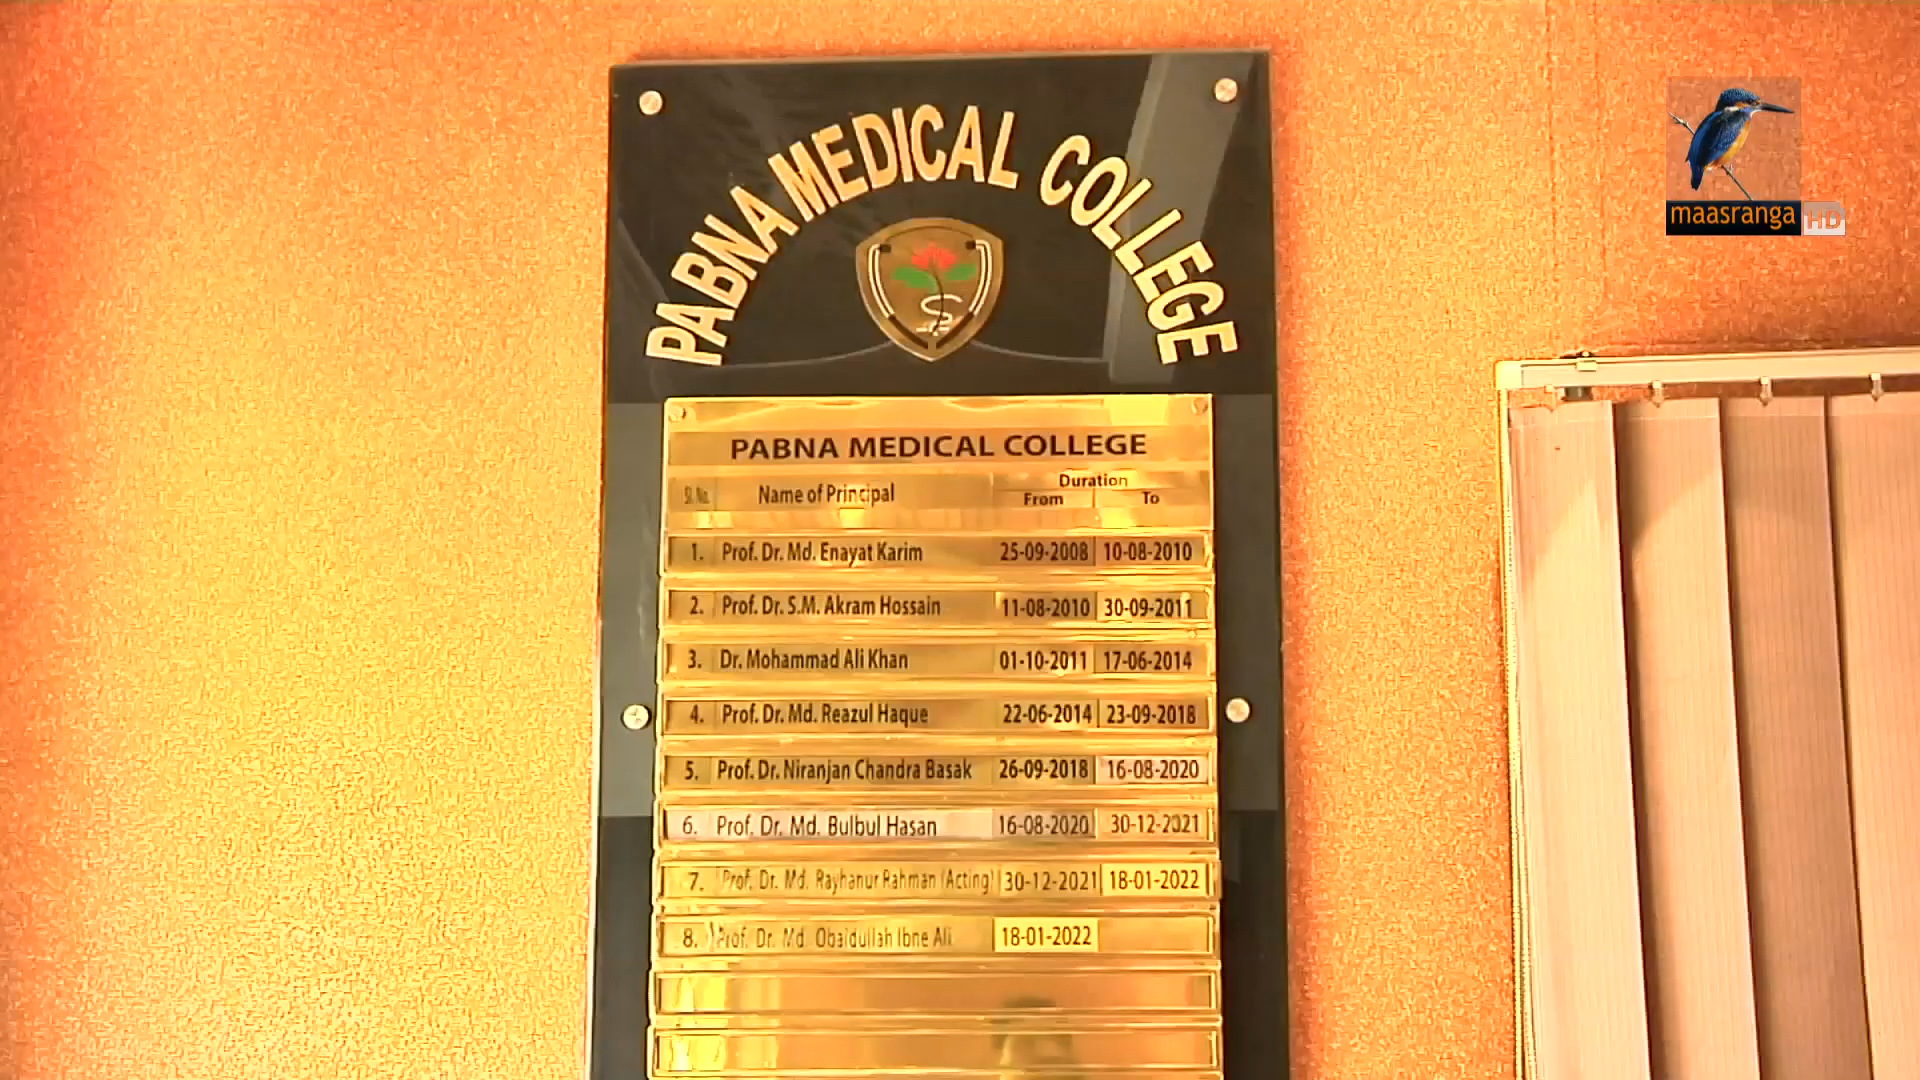 PABNA MEDICAL COLLEGE
maasranga HD
PABNA MEDICAL COLLEGE
Sl. No. Name of Principal Duration
From To
1. Prof. Dr. Md. Enayat Karim 25-09-2008 10-08-2010
2. Prof. Dr. S.M. Akram Hossain 11-08-2010 30-09-2011
3. Dr. Mohammad Ali Khan 01-10-2011 17-06-2014
4. Prof. Dr. Md. Reazul Haque 22-06-2014 23-09-2018
5. Prof. Dr. Niranjan Chandra Basak 26-09-2018 16-08-2020
6. Prof. Dr. Md. Bulbul Hasan 16-08-2020 30-12-2021
7. Prof. Dr. Md. Rayhanur Rahman (Acting) 30-12-2021 18-01-2022
8. Prof. Dr. Md. Obaidullah Ibne Ali 18-01-2022